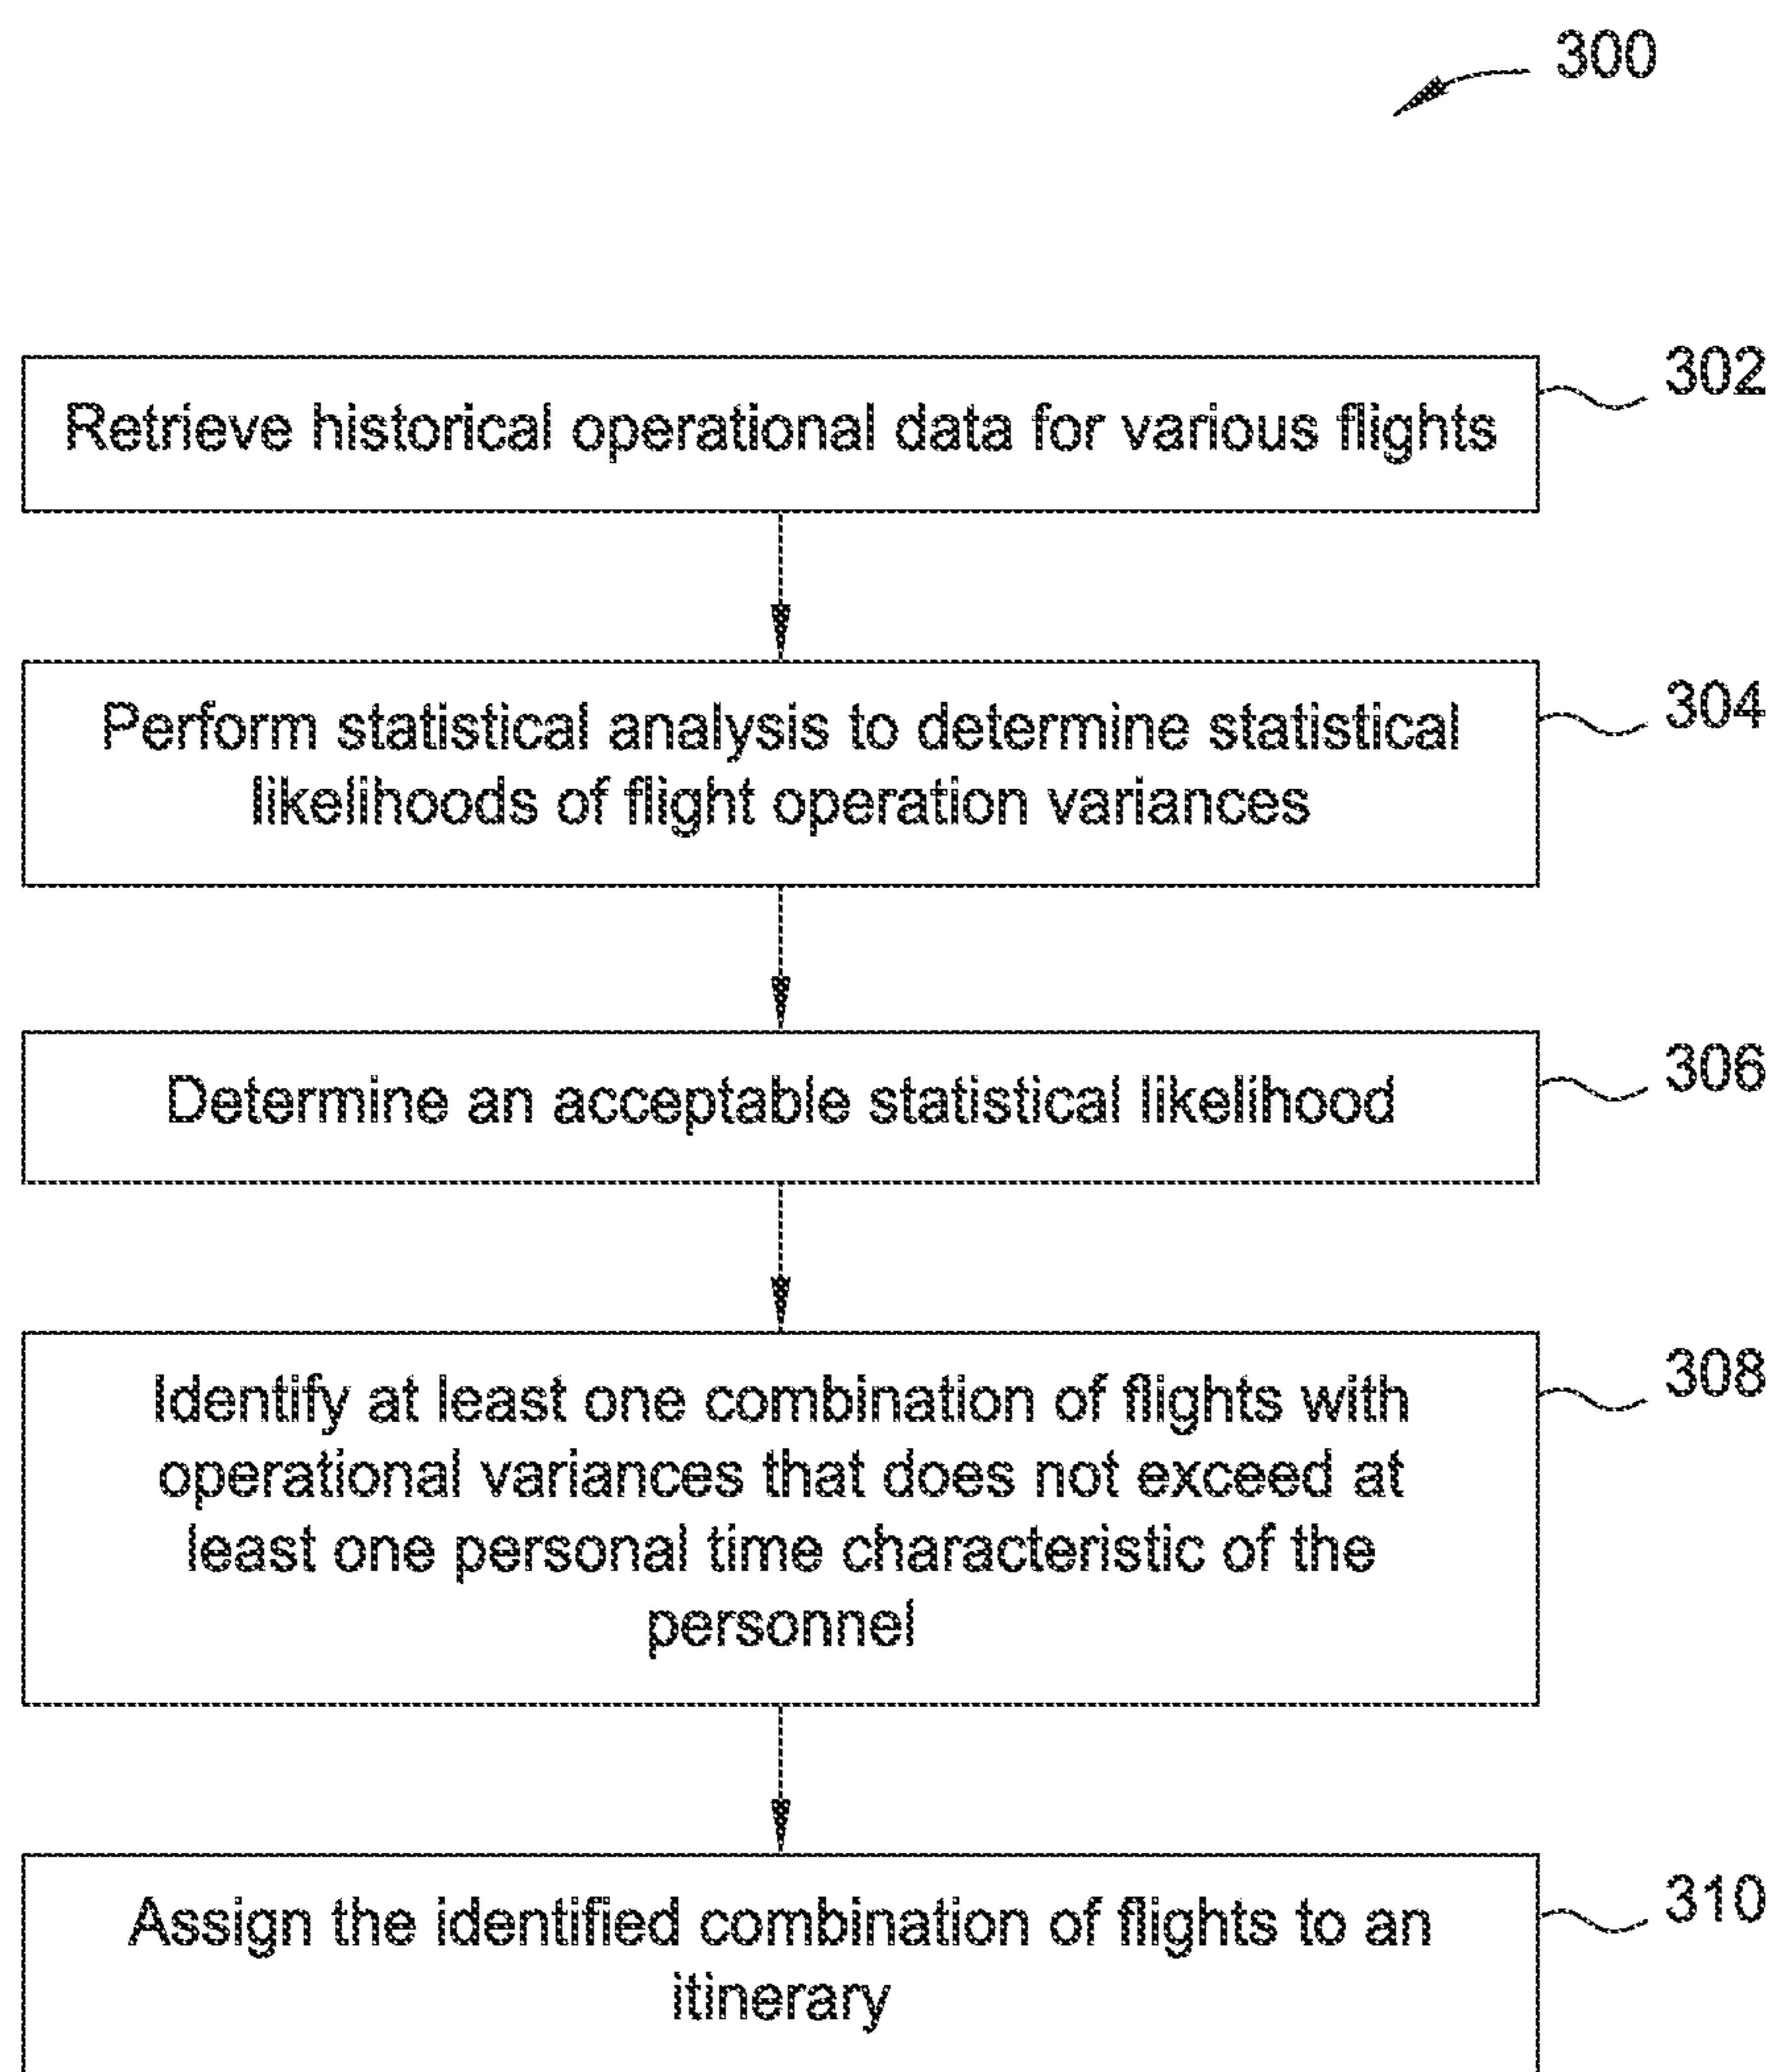 300
Retrieve historical operational data for various flights
302
Perform statistical analysis to determine statistical
likelihoods of flight operation variances
304
Determine an acceptable statistical likelihood
306
Identify at least one combination of flights with
operational variances that does not exceed at
least one personal time characteristic of the
personnel
308
Assign the identified combination of flights to an
itinerary
310